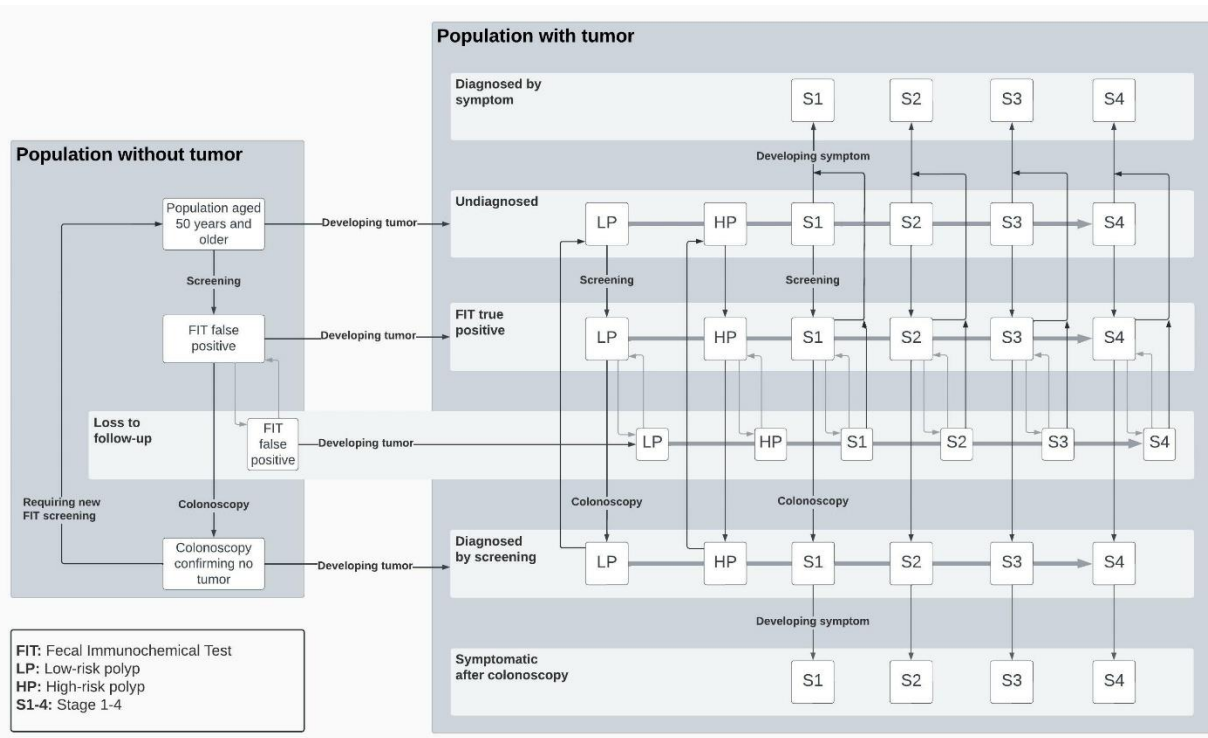 Population with tumor
Diagnosed by
symptom
S1
S2
S3
S4
Developing symptom
Population without tumor
Population aged
50 years and
older
Developing tumor
Undiagnosed
LP
HP
S1
S2
S3
S4
Screening
Screening
Screening
FIT false
positive
Developing tumor
FIT true
positive
LP
HP
S1
S2
S3
S4
Loss to
follow-up
FIT
false
positive
Developing tumor
LP
HP
S1
S2
S3
S4
Requiring new
FIT screening
Colonoscopy
Colonoscopy
Colonoscopy
Colonoscopy
confirming no
tumor
Developing tumor
Diagnosed
by screening
LP
HP
S1
S2
S3
S4
Developing symptom
Symptomatic
after colonoscopy
S1
S2
S3
S4
FIT: Fecal Immunochemical Test
LP: Low-risk polyp
HP: High-risk polyp
S1-4: Stage 1-4